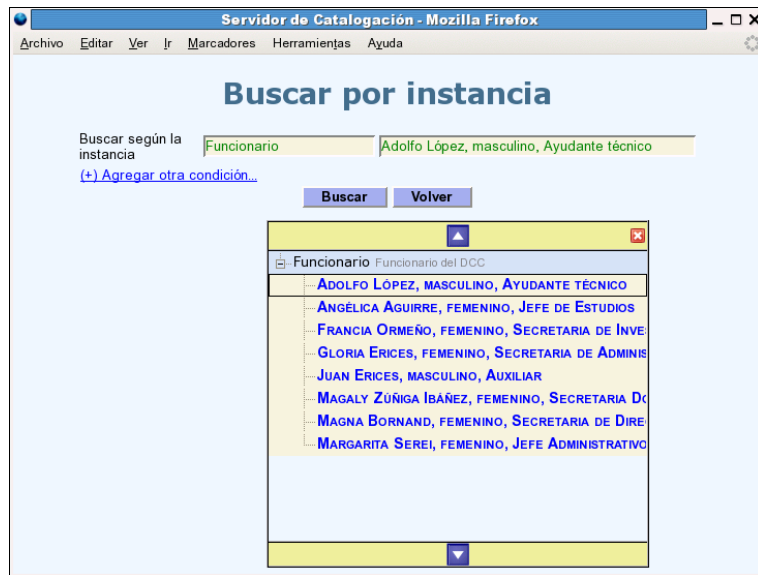 Servidor de Catalogación - Mozilla Firefox
Archivo Editar Ver Ir Marcadores Herramientas Ayuda
Buscar por instancia
Buscar según la
instancia
Funcionario Adolfo López, masculino, Ayudante técnico
(+) Agregar otra condición...
Buscar Volver
Funcionario Funcionario del DCC
ADOLFO LÓPEZ, MASCULINO, AYUDANTE TÉCNICO
ANGÉLICA AGUIRRE, FEMENINO, JEFE DE ESTUDIOS
FRANCIA ORMEÑO, FEMENINO, SECRETARIA DE INVE
GLORIA ERICES, FEMENINO, SECRETARIA DE ADMINIS
JUAN ERICES, MASCULINO, AUXILIAR
MAGALY ZÚÑIGA IBÁÑEZ, FEMENINO, SECRETARIA DO
MAGNA BORNAND, FEMENINO, SECRETARIA DE DIRE
MARGARITA SEREI, FEMENINO, JEFE ADMINISTRATIVO